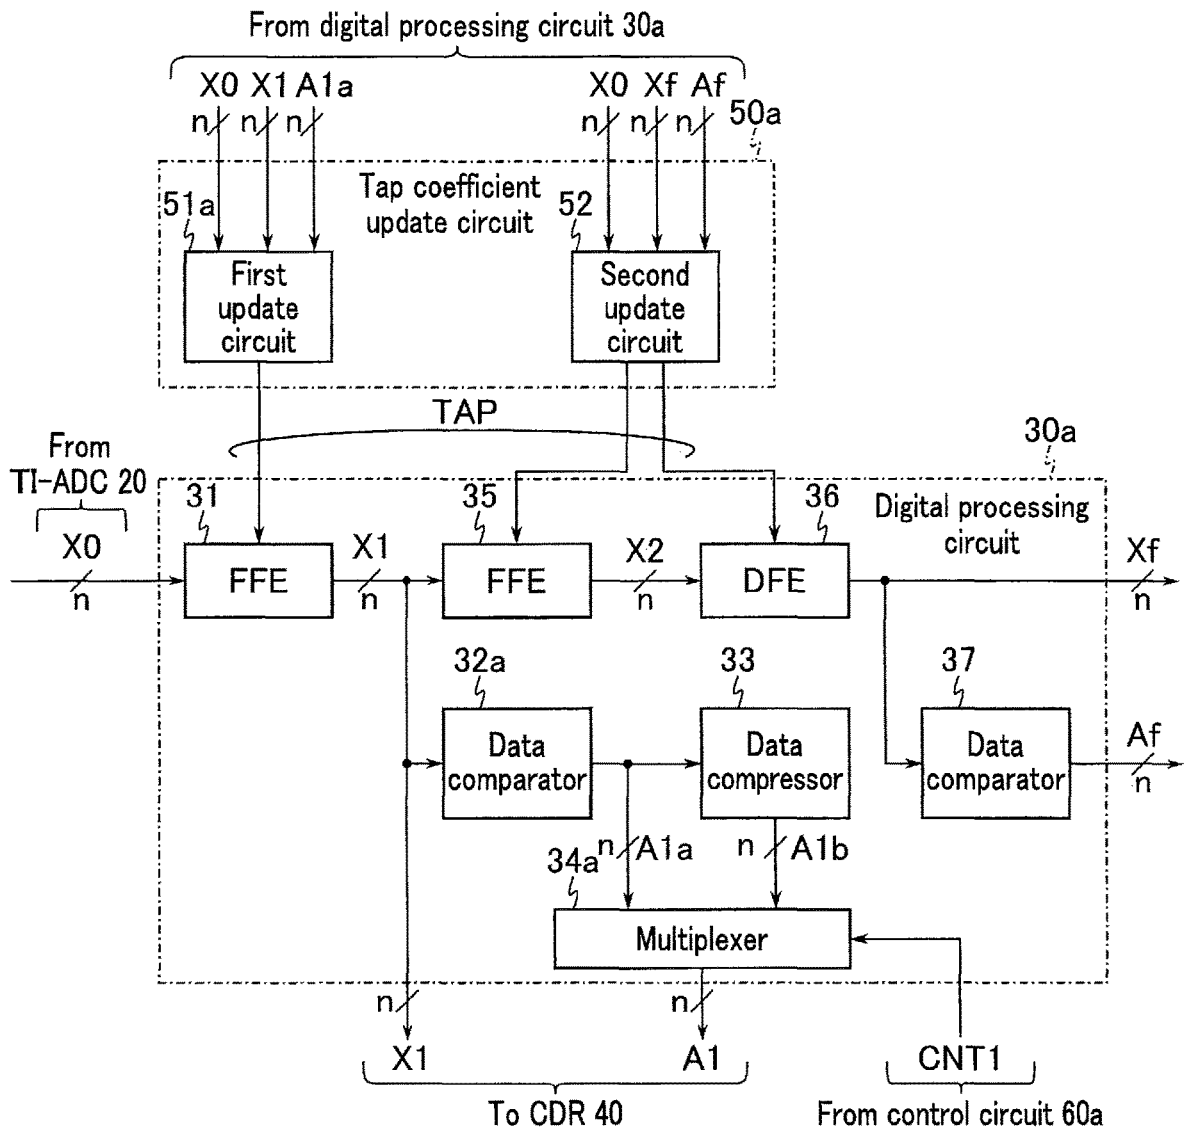 From digital processing circuit 30a
X0 X1 A1a X0 Xf Af
n n n n n n
50a
Tap coefficient
update circuit
51a
52
First
update
circuit
Second
update
circuit
TAP
From
TI-ADC 20
30a
Digital processing
circuit
31
35
36
X0
n
FFE
X1
n
FFE
X2
n
DFE
Xf
n
32a
33
37
Data
comparator
Data
compressor
Data
comparator
Af
n
n A1a
n A1b
34a
Multiplexer
n
n
X1
A1
CNT1
To CDR 40
From control circuit 60a